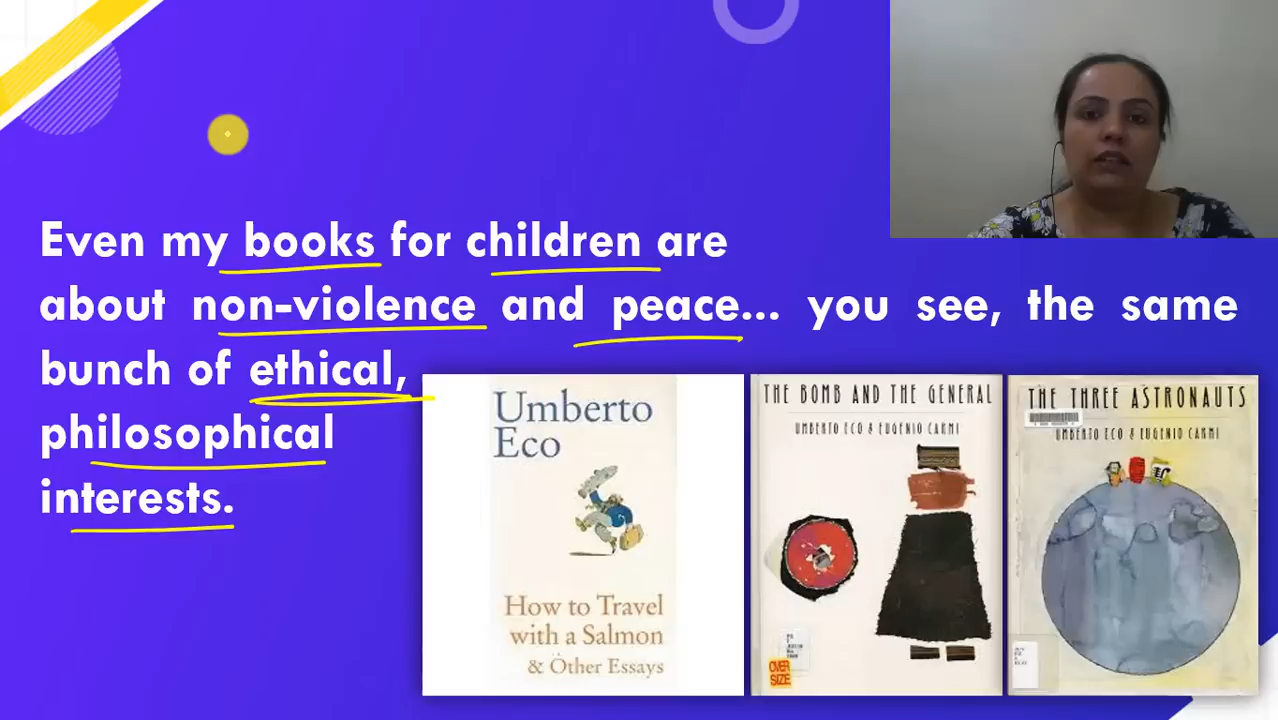 Even my books for children are
about non-violence and peace... you see, the same
bunch of ethical,
philosophical
interests.
Umberto
Eco
How to Travel
with a Salmon
& Other Essays
THE BOMB AND THE GENERAL
UMBERTO ECO & EUGENIO CARMI
OVER
SIZE
THE THREE ASTRONAUTS
UMBERTO ECO & EUGENIO CARMI